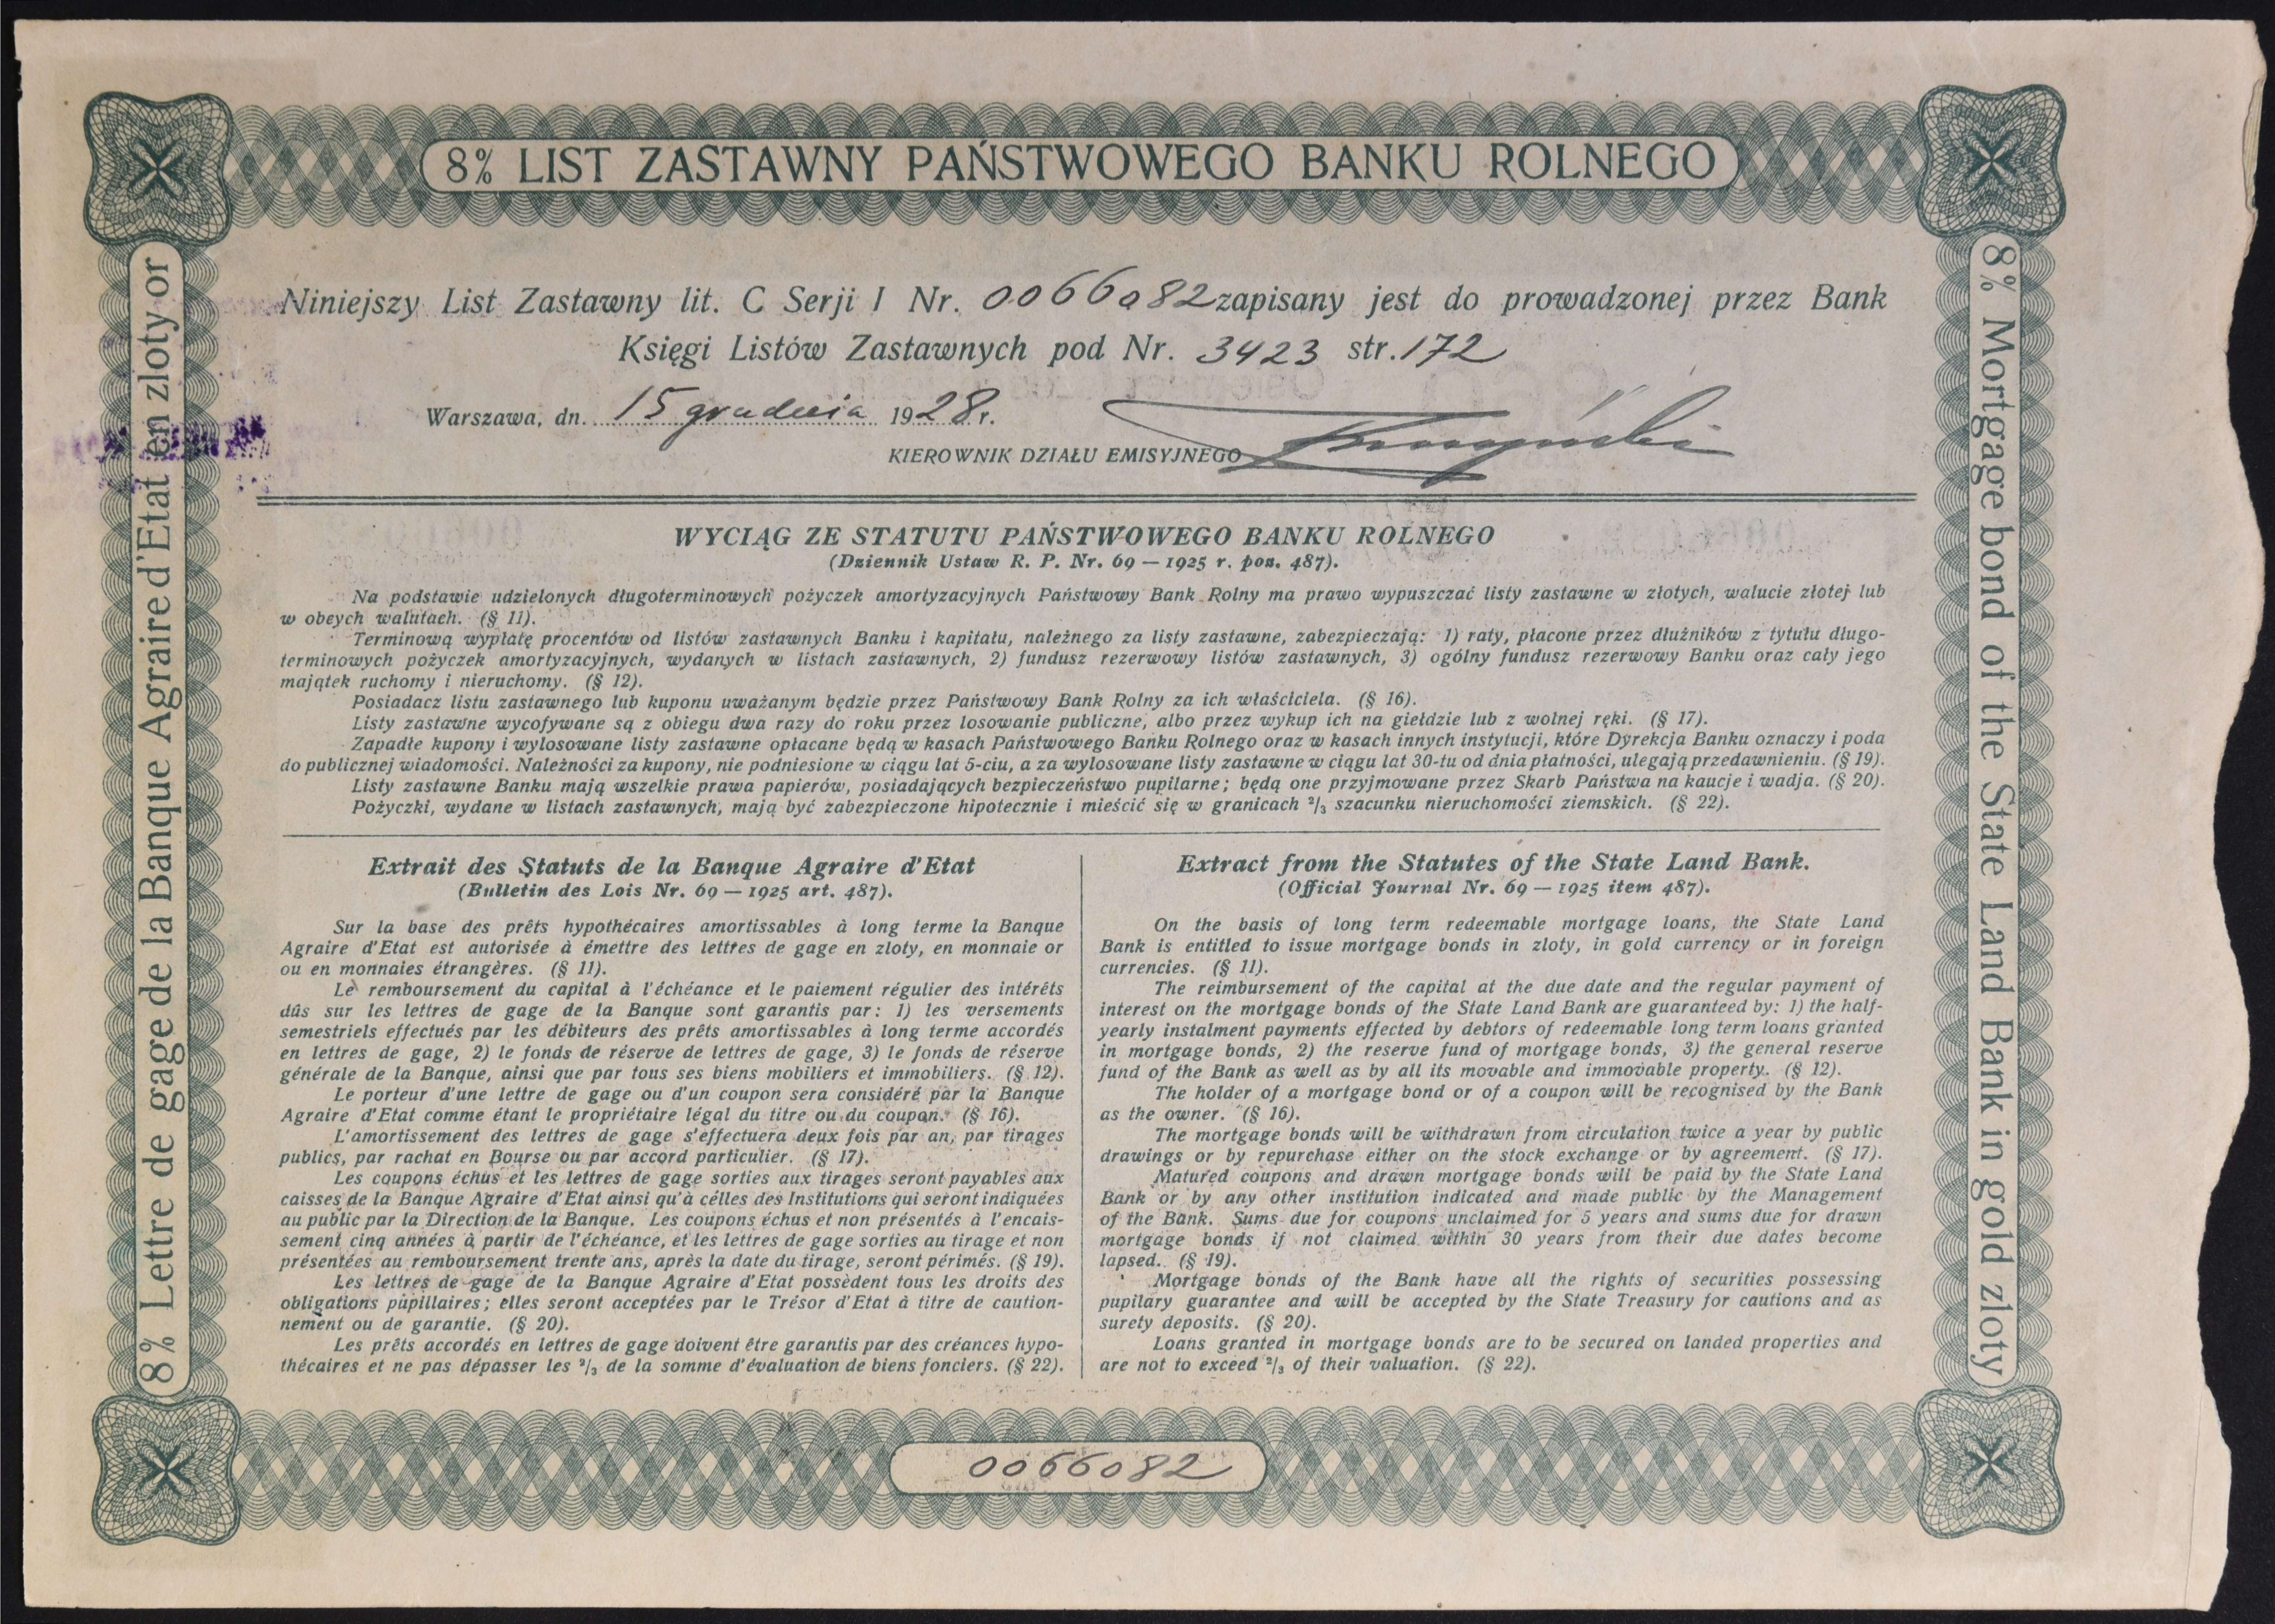 8% LIST ZASTAWNY PAŃSTWOWEGO BANKU ROLNEGO
8% Lettre de gage de la Banque Agraire d'Etat en zloty-or
8% Mortgage bond of the State Land Bank in gold zloty
Niniejszy List Zastawny lit. C Serji I Nr. 0066082 zapisany jest do prowadzonej przez Bank
Księgi Listów Zastawnych pod Nr. 3423 str. 172
Warszawa, dn. 15 grudnia 1928 r.
KIEROWNIK DZIAŁU EMISYJNEGO
WYCIĄG ZE STATUTU PAŃSTWOWEGO BANKU ROLNEGO
(Dziennik Ustaw R. P. Nr. 69 — 1925 r. poz. 487).
Na podstawie udzielonych długoterminowych pożyczek amortyzacyjnych Państwowy Bank Rolny ma prawo wypuszczać listy zastawne w złotych, walucie złotej lub
w obcych walutach. (§ 11).
Terminową wypłatę procentów od listów zastawnych Banku i kapitału, należnego za listy zastawne, zabezpieczają: 1) raty, płacone przez dłużników z tytułu długo-
terminowych pożyczek amortyzacyjnych, wydanych w listach zastawnych, 2) fundusz rezerwowy listów zastawnych, 3) ogólny fundusz rezerwowy Banku oraz cały jego
majątek ruchomy i nieruchomy. (§ 12).
Posiadacz listu zastawnego lub kuponu uważanym będzie przez Państwowy Bank Rolny za ich właściciela. (§ 16).
Listy zastawne wycofywane są z obiegu dwa razy do roku przez losowanie publiczne, albo przez wykup ich na giełdzie lub z wolnej ręki. (§ 17).
Zapadłe kupony i wylosowane listy zastawne opłacane będą w kasach Państwowego Banku Rolnego oraz w kasach innych instytucji, które Dyrekcja Banku oznaczy i poda
do publicznej wiadomości. Należności za kupony, nie podniesione w ciągu lat 5-ciu, a za wylosowane listy zastawne w ciągu lat 30-tu od dnia płatności, ulegają przedawnieniu. (§ 19).
Listy zastawne Banku mają wszelkie prawa papierów, posiadających bezpieczeństwo pupilarne; będą one przyjmowane przez Skarb Państwa na kaucje i wadja. (§ 20).
Pożyczki, wydane w listach zastawnych, mają być zabezpieczone hipotecznie i mieścić się w granicach ²/₃ szacunku nieruchomości ziemskich. (§ 22).
Extrait des Statuts de la Banque Agraire d'Etat
(Bulletin des Lois Nr. 69 — 1925 art. 487).
Sur la base des prêts hypothécaires amortissables à long terme la Banque
Agraire d'Etat est autorisée à émettre des lettres de gage en zloty, en monnaie or
ou en monnaies étrangères. (§ 11).
Le remboursement du capital à l'échéance et le paiement régulier des intérêts
dûs sur les lettres de gage de la Banque sont garantis par: 1) les versements
semestriels effectués par les débiteurs des prêts amortissables à long terme accordés
en lettres de gage, 2) le fonds de réserve de lettres de gage, 3) le fonds de réserve
générale de la Banque, ainsi que par tous ses biens mobiliers et immobiliers. (§ 12).
Le porteur d'une lettre de gage ou d'un coupon sera considéré par la Banque
Agraire d'Etat comme étant le propriétaire légal du titre ou du coupon. (§ 16).
L'amortissement des lettres de gage s'effectuera deux fois par an, par tirages
publics, par rachat en Bourse ou par accord particulier. (§ 17).
Les coupons échus et les lettres de gage sorties aux tirages seront payables aux
caisses de la Banque Agraire d'Etat ainsi qu'à célles des Institutions qui seront indiquées
au public par la Direction de la Banque. Les coupons échus et non présentés à l'encais-
sement cinq années à partir de l'échéance, et les lettres de gage sorties au tirage et non
présentées au remboursement trente ans, après la date du tirage, seront périmés. (§ 19).
Les lettres de gage de la Banque Agraire d'Etat possèdent tous les droits des
obligations pupillaires; elles seront acceptées par le Trésor d'Etat à titre de caution-
nement ou de garantie. (§ 20).
Les prêts accordés en lettres de gage doivent être garantis par des créances hypo-
thécaires et ne pas dépasser les ²/₃ de la somme d'évaluation de biens fonciers. (§ 22).
Extract from the Statutes of the State Land Bank.
(Official Journal Nr. 69 — 1925 item 487).
On the basis of long term redeemable mortgage loans, the State Land
Bank is entitled to issue mortgage bonds in zloty, in gold currency or in foreign
currencies. (§ 11).
The reimbursement of the capital at the due date and the regular payment of
interest on the mortgage bonds of the State Land Bank are guaranteed by: 1) the half-
yearly instalment payments effected by debtors of redeemable long term loans granted
in mortgage bonds, 2) the reserve fund of mortgage bonds, 3) the general reserve
fund of the Bank as well as by all its movable and immovable property. (§ 12).
The holder of a mortgage bond or of a coupon will be recognised by the Bank
as the owner. (§ 16).
The mortgage bonds will be withdrawn from circulation twice a year by public
drawings or by repurchase either on the stock exchange or by agreement. (§ 17).
Matured coupons and drawn mortgage bonds will be paid by the State Land
Bank or by any other institution indicated and made public by the Management
of the Bank. Sums due for coupons unclaimed for 5 years and sums due for drawn
mortgage bonds if not claimed within 30 years from their due dates become
lapsed. (§ 19).
Mortgage bonds of the Bank have all the rights of securities possessing
pupilary guarantee and will be accepted by the State Treasury for cautions and as
surety deposits. (§ 20).
Loans granted in mortgage bonds are to be secured on landed properties and
are not to exceed ²/₃ of their valuation. (§ 22).
0066082